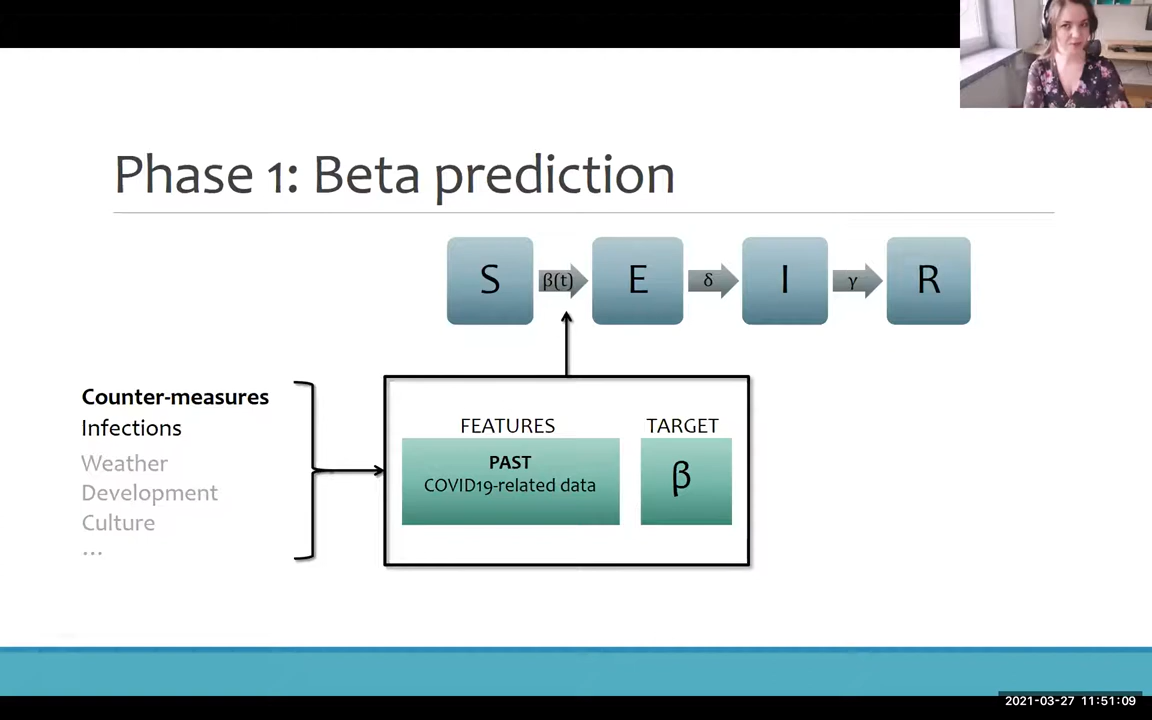 Phase 1: Beta prediction
S β(t) E δ I γ R
Counter-measures
Infections
Weather
Development
Culture
...
FEATURES
PAST
COVID19-related data
TARGET
β
2021-03-27 11:51:09